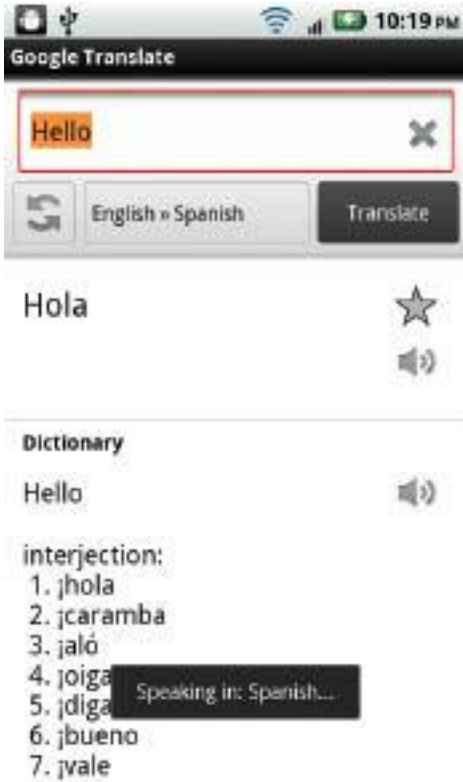 10:19 PM
Google Translate
Hello
English » Spanish
Translate
Hola
Dictionary
Hello
interjection:
1. ¡hola
2. ¡caramba
3. ¡aló
4. ¡oiga
5. ¡diga
Speaking in: Spanish...
6. ¡bueno
7. ¡vale